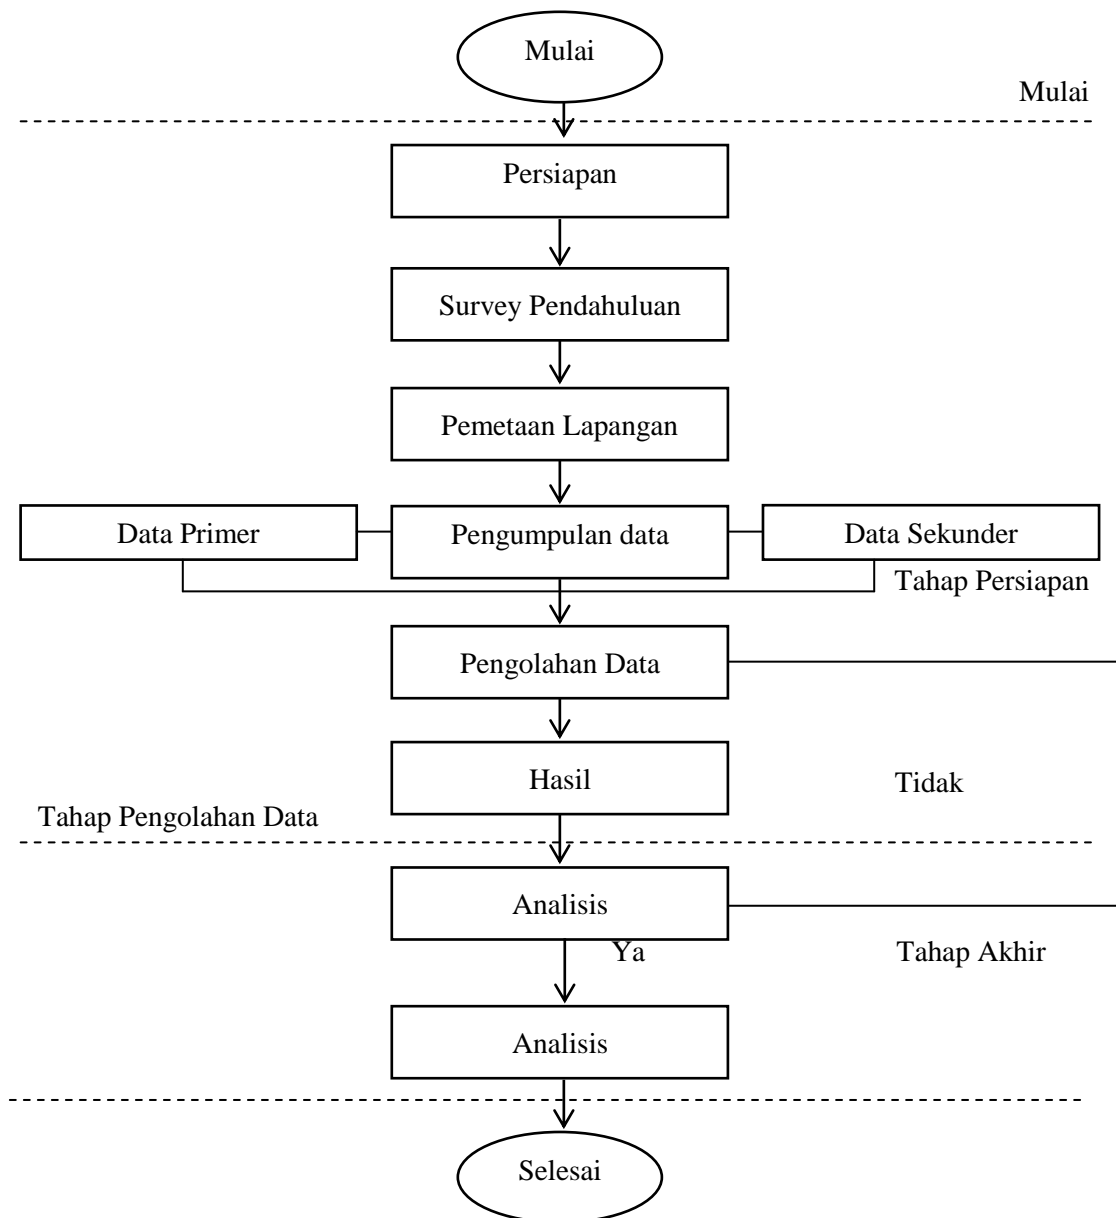 Mulai
Mulai
Persiapan
Survey Pendahuluan
Pemetaan Lapangan
Data Primer
Pengumpulan data
Data Sekunder
Tahap Persiapan
Pengolahan Data
Hasil
Tidak
Tahap Pengolahan Data
Analisis
Ya
Tahap Akhir
Analisis
Selesai